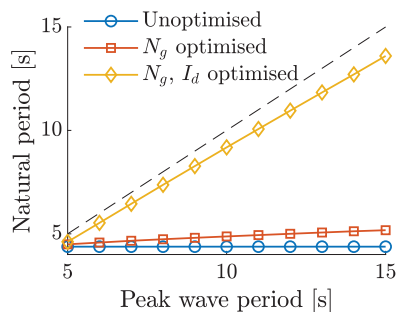 15
10
5
Natural period [s]
Unoptimised
N_g optimised
N_g, I_d optimised
5 10 15
Peak wave period [s]